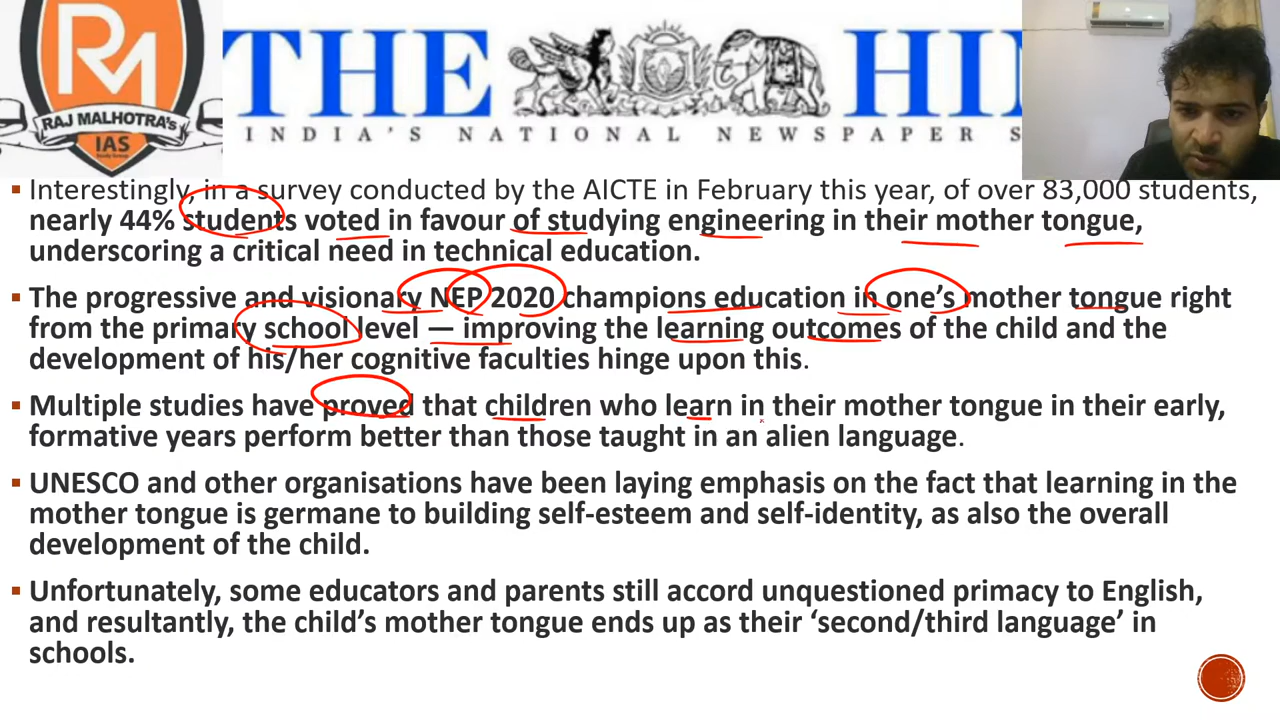 RM
RAJ MALHOTRA's
IAS
Study Group
THE HI
INDIA'S NATIONAL NEWSPAPER S
▪ Interestingly, in a survey conducted by the AICTE in February this year, of over 83,000 students,
nearly 44% students voted in favour of studying engineering in their mother tongue,
underscoring a critical need in technical education.
▪ The progressive and visionary NEP 2020 champions education in one's mother tongue right
from the primary school level — improving the learning outcomes of the child and the
development of his/her cognitive faculties hinge upon this.
▪ Multiple studies have proved that children who learn in their mother tongue in their early,
formative years perform better than those taught in an alien language.
▪ UNESCO and other organisations have been laying emphasis on the fact that learning in the
mother tongue is germane to building self-esteem and self-identity, as also the overall
development of the child.
▪ Unfortunately, some educators and parents still accord unquestioned primacy to English,
and resultantly, the child's mother tongue ends up as their ‘second/third language’ in
schools.